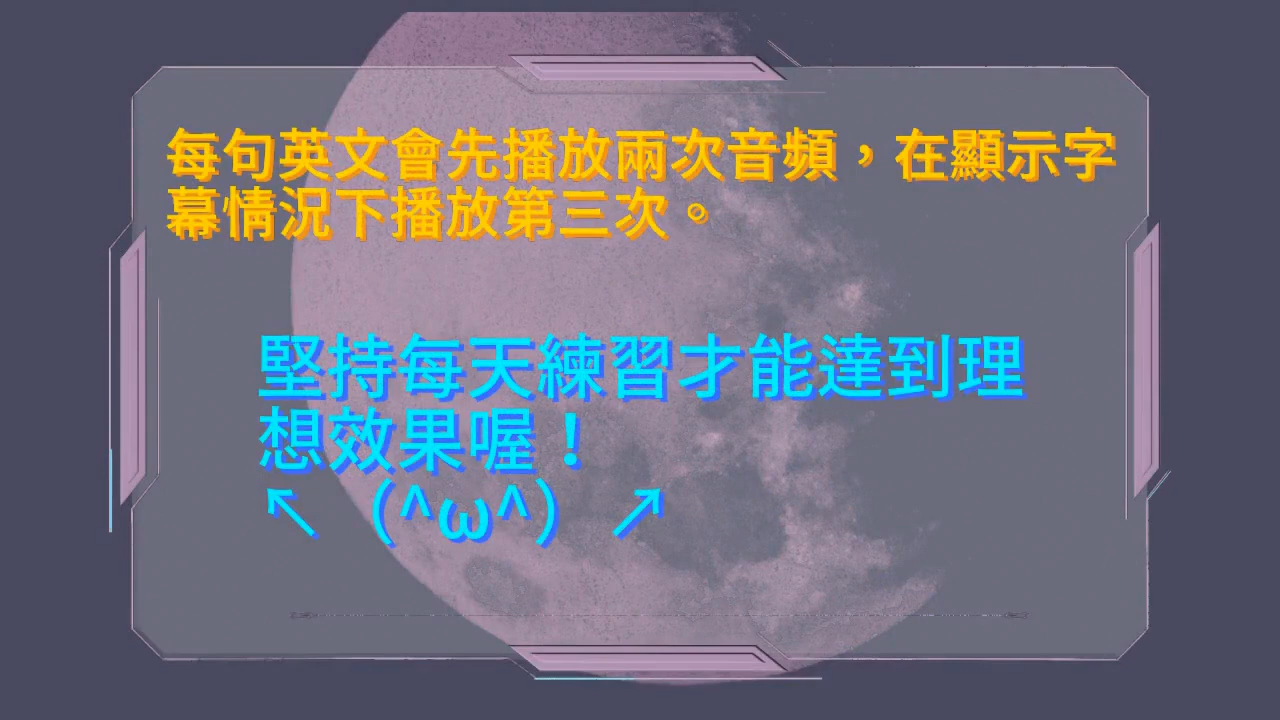 每句英文會先播放兩次音頻，在顯示字
幕情況下播放第三次。
堅持每天練習才能達到理
想效果喔！
↖（^ω^）↗